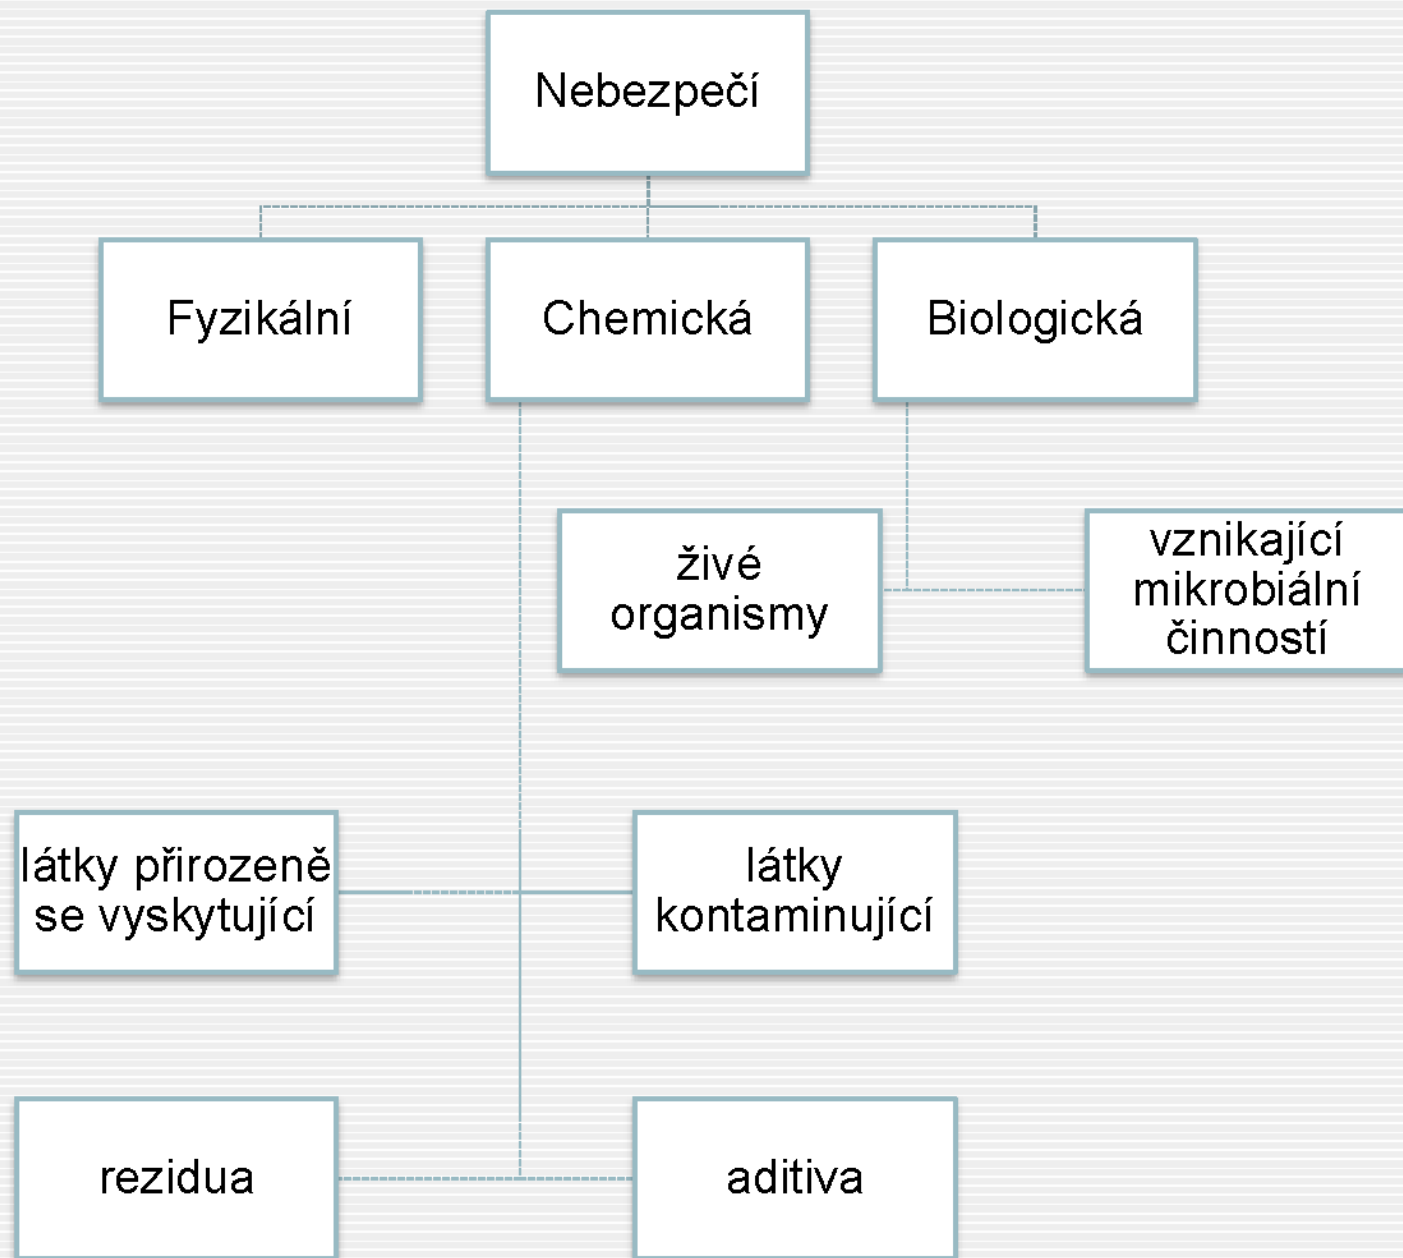 Nebezpečí
Fyzikální
Chemická
Biologická
živé
organismy
vznikající
mikrobiální
činností
látky přirozeně
se vyskytující
látky
kontaminující
rezidua
aditiva